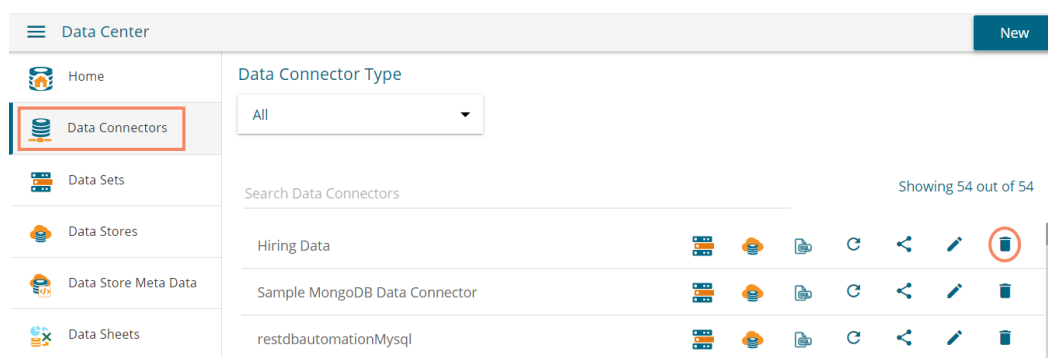 Data Center
New
Home
Data Connectors
Data Sets
Data Stores
Data Store Meta Data
Data Sheets
Data Connector Type
All
Search Data Connectors
Showing 54 out of 54
Hiring Data
Sample MongoDB Data Connector
restdbautomationMysql